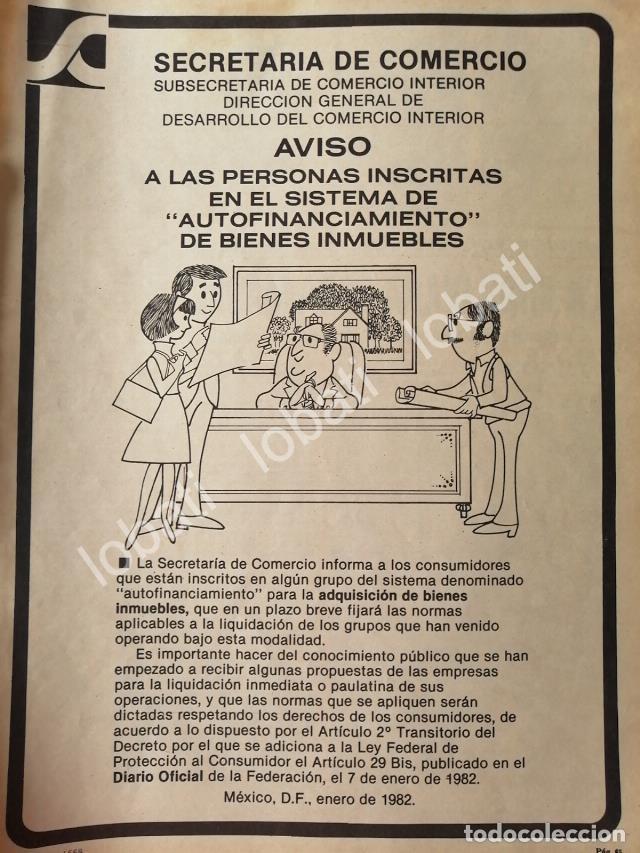 SECRETARIA DE COMERCIO
SUBSECRETARIA DE COMERCIO INTERIOR
DIRECCION GENERAL DE
DESARROLLO DEL COMERCIO INTERIOR
AVISO
A LAS PERSONAS INSCRITAS
EN EL SISTEMA DE
"AUTOFINANCIAMIENTO"
DE BIENES INMUEBLES
lobati lobati lobati
La Secretaría de Comercio informa a los consumidores
que están inscritos en algún grupo del sistema denominado
"autofinanciamiento" para la adquisición de bienes
inmuebles, que en un plazo breve fijará las normas
aplicables a la liquidación de los grupos que han venido
operando bajo esta modalidad.
Es importante hacer del conocimiento público que se han
empezado a recibir algunas propuestas de las empresas
para la liquidación inmediata o paulatina de sus
operaciones, y que las normas que se apliquen serán
dictadas respetando los derechos de los consumidores, de
acuerdo a lo dispuesto por el Artículo 2º Transitorio del
Decreto por el que se adiciona a la Ley Federal de
Protección al Consumidor el Artículo 29 Bis, publicado en el
Diario Oficial de la Federación, el 7 de enero de 1982.
México, D.F., enero de 1982.
todocoleccion
Pág. 85